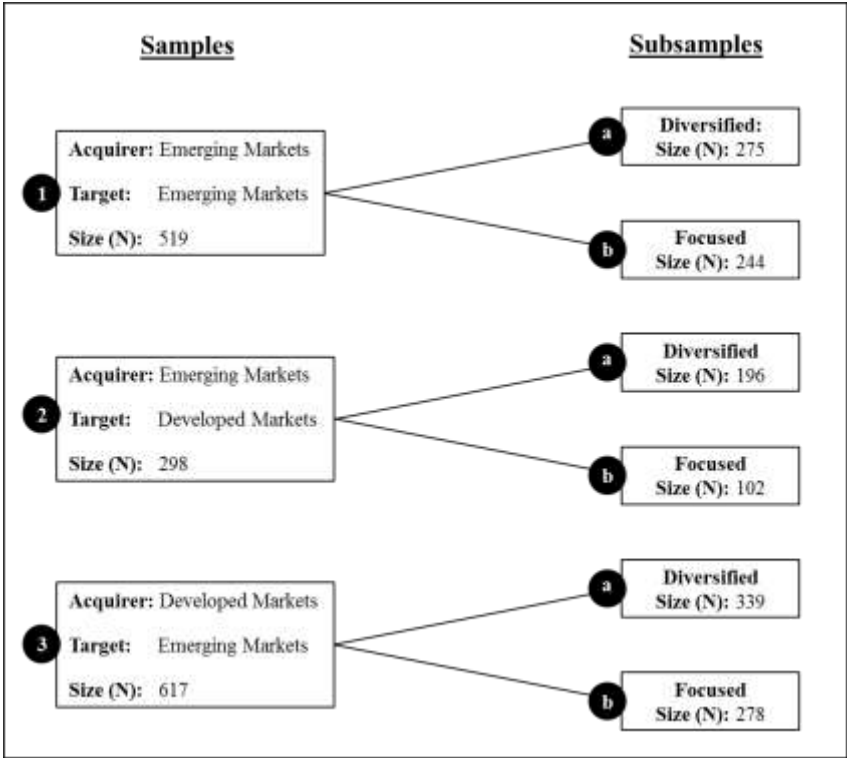 Samples
Subsamples
1
Acquirer: Emerging Markets
Target: Emerging Markets
Size (N): 519
a
Diversified:
Size (N): 275
b
Focused
Size (N): 244
2
Acquirer: Emerging Markets
Target: Developed Markets
Size (N): 298
a
Diversified
Size (N): 196
b
Focused
Size (N): 102
3
Acquirer: Developed Markets
Target: Emerging Markets
Size (N): 617
a
Diversified
Size (N): 339
b
Focused
Size (N): 278